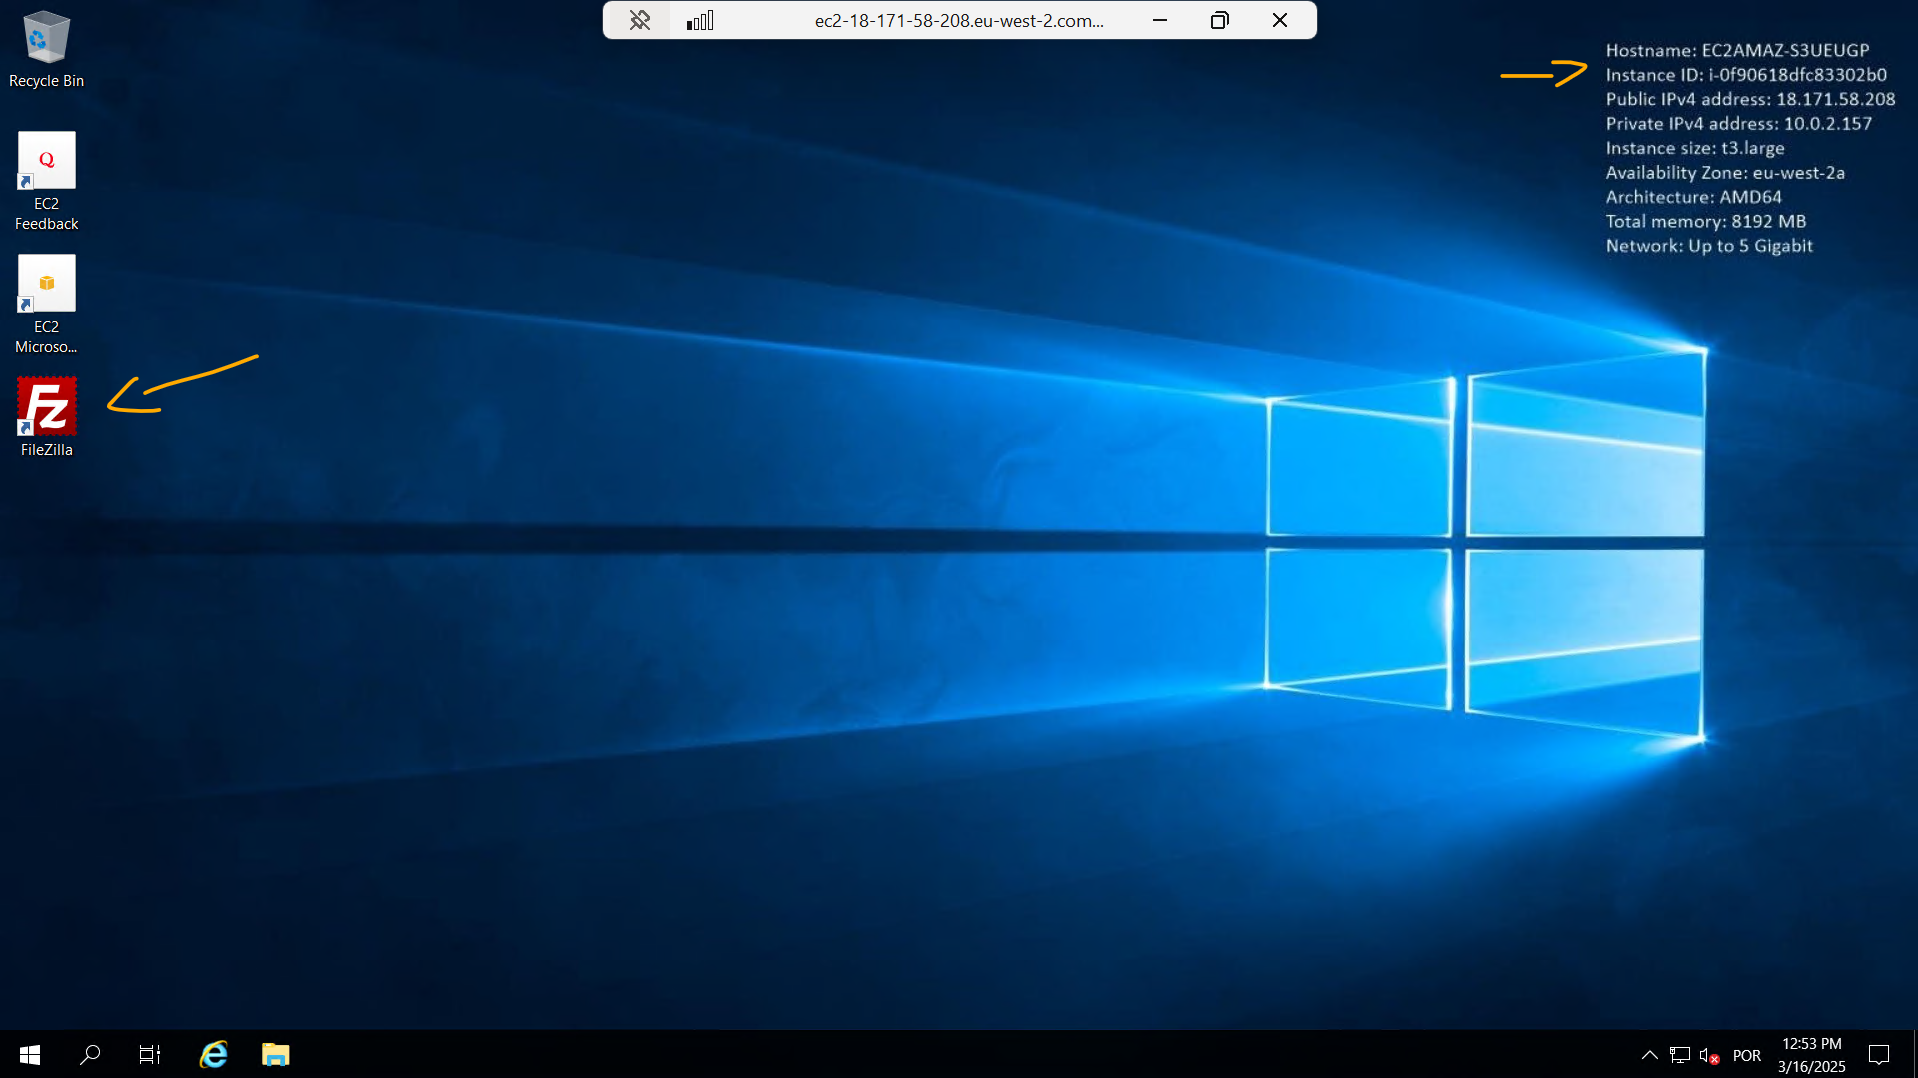 ec2-18-171-58-208.eu-west-2.com...
Recycle Bin
Q
EC2
Feedback
EC2
Microso...
Fz
FileZilla
Hostname: EC2AMAZ-S3UEUGP
Instance ID: i-0f90618dfc83302b0
Public IPv4 address: 18.171.58.208
Private IPv4 address: 10.0.2.157
Instance size: t3.large
Availability Zone: eu-west-2a
Architecture: AMD64
Total memory: 8192 MB
Network: Up to 5 Gigabit
POR
12:53 PM
3/16/2025